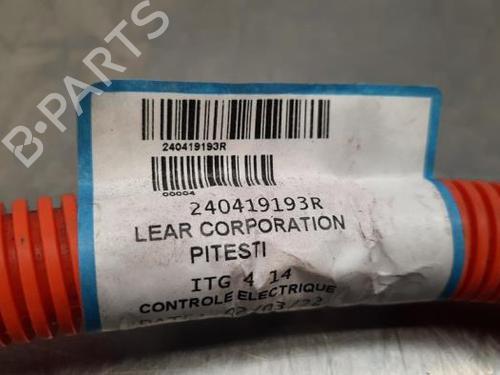 B-PARTS
240419193R
00004
240419193R
LEAR CORPORATION
PITESTI
ITG 4 14
CONTROLE ELECTRIQUE